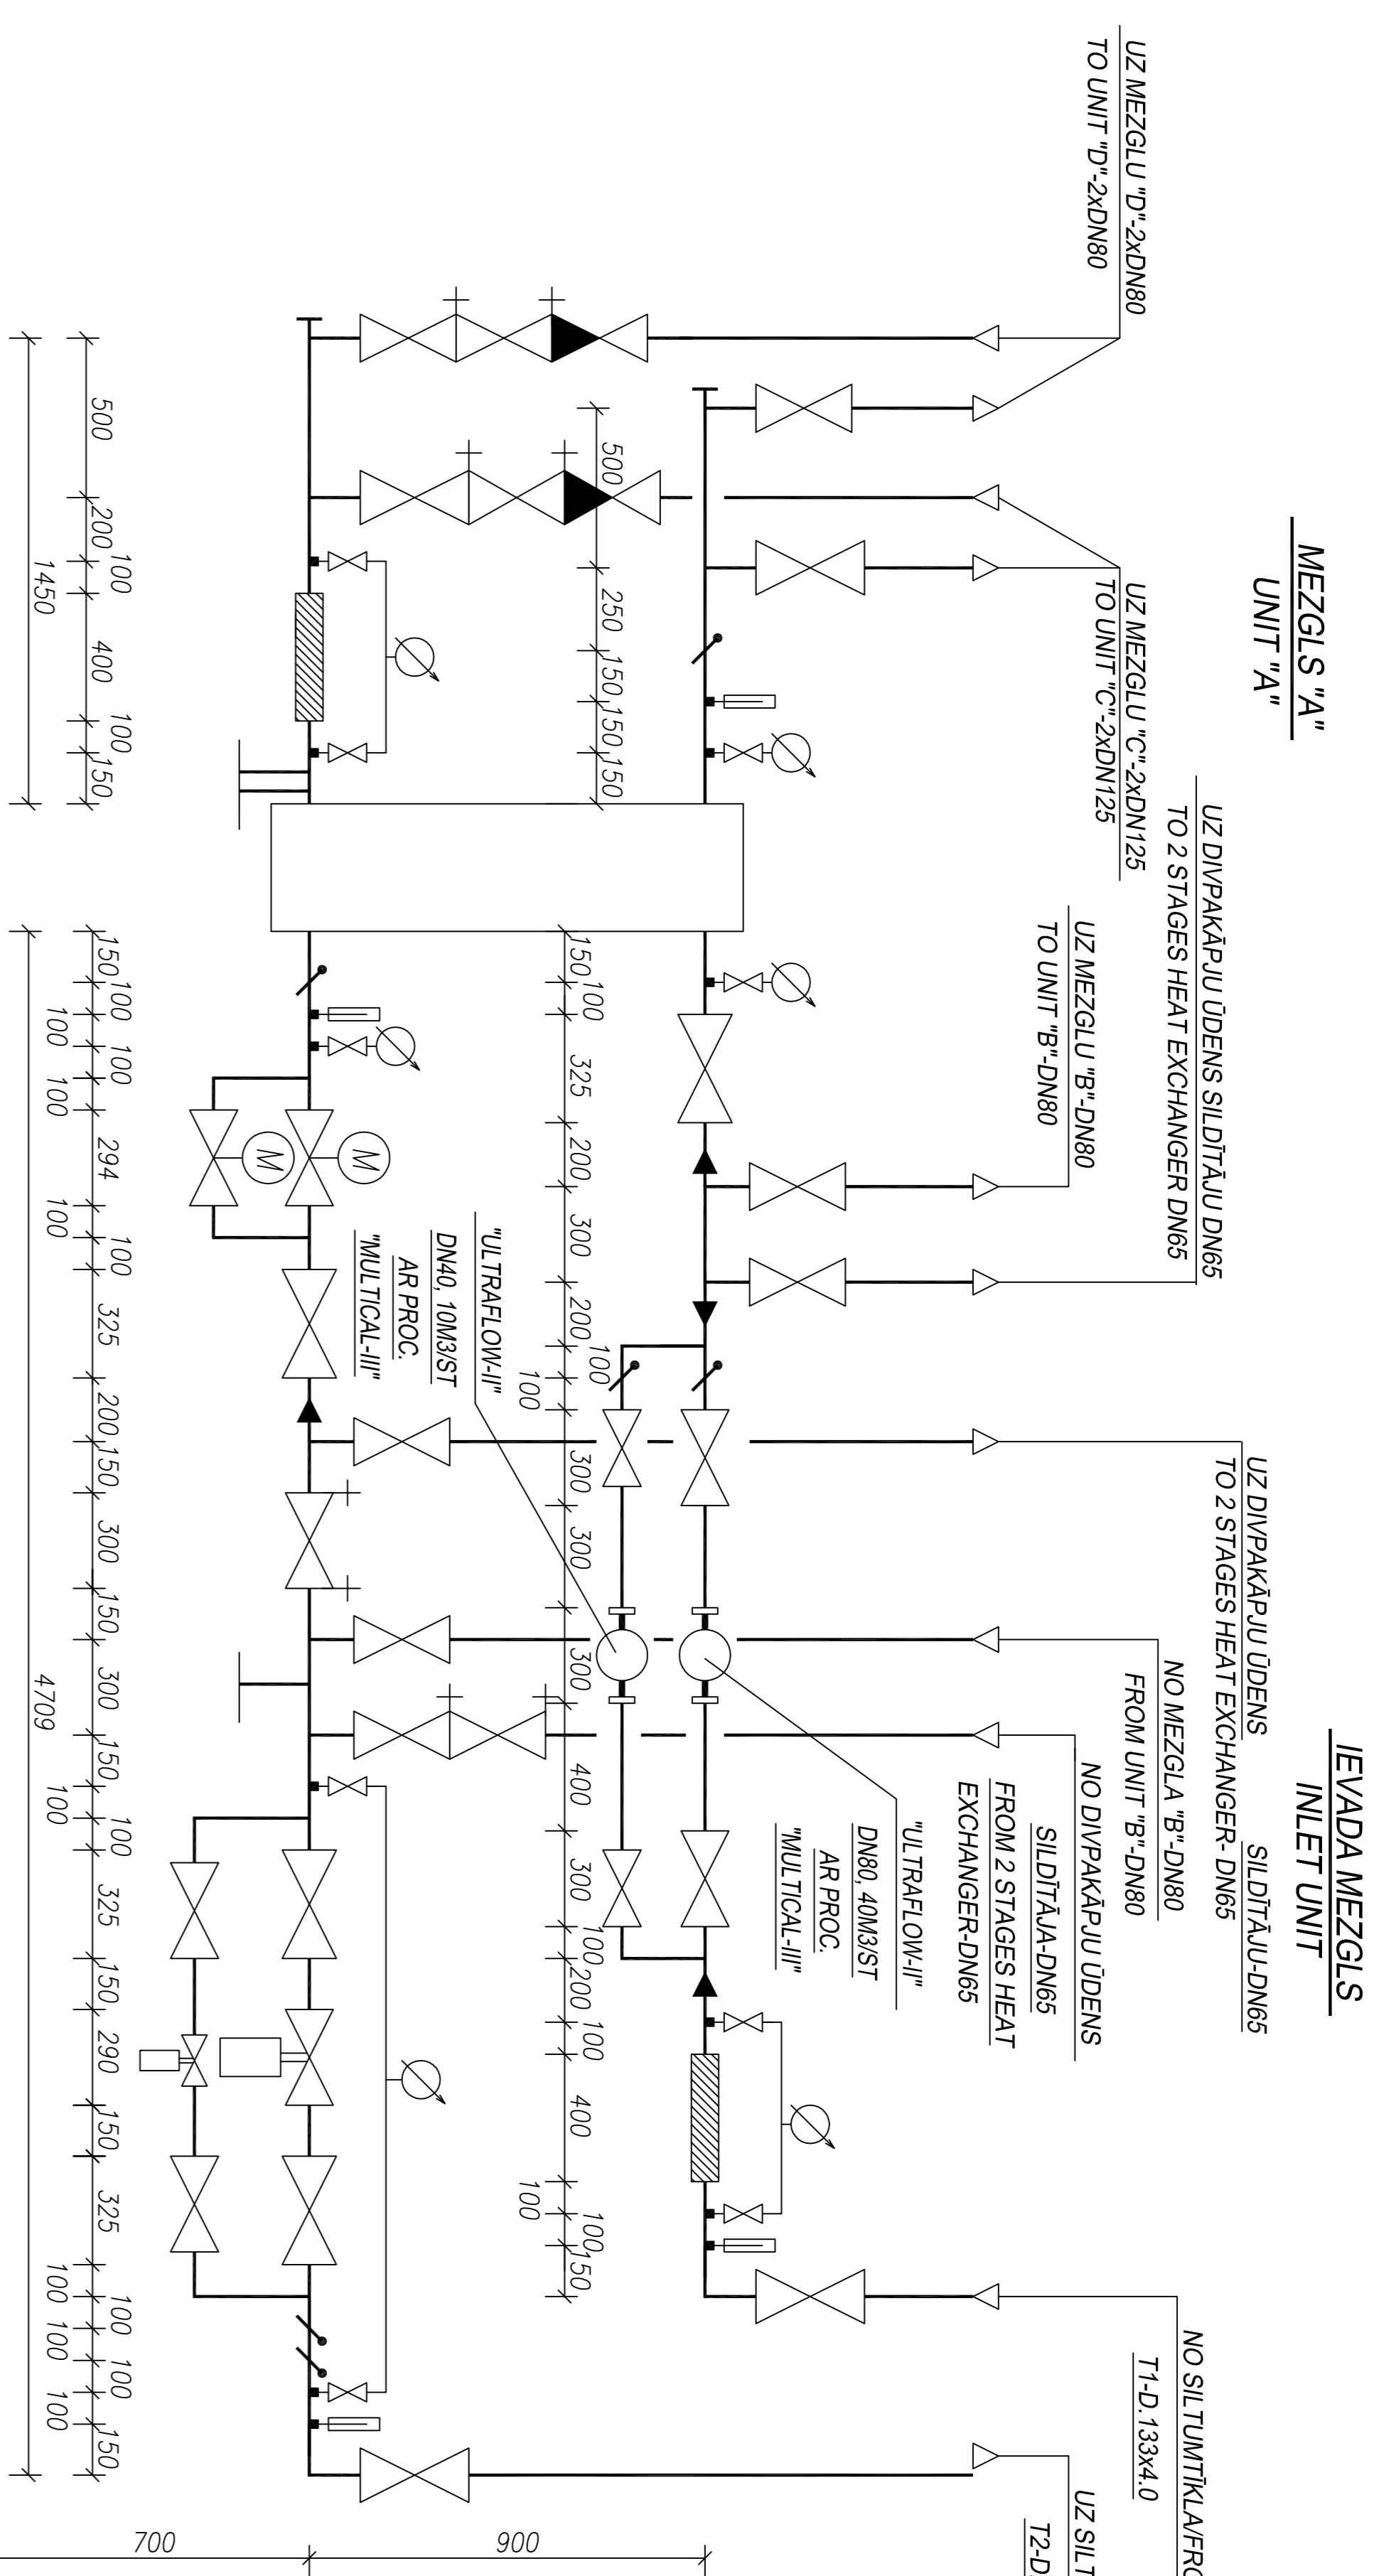 MEZGLS "A"
UNIT "A"
IEVADA MEZGLS
INLET UNIT
UZ MEZGLU "D"-2xDN80
TO UNIT "D"-2xDN80
UZ MEZGLU "C"-2xDN125
TO UNIT "C"-2xDN125
UZ DIVPAKĀPJU ŪDENS SILDĪTĀJU DN65
TO 2 STAGES HEAT EXCHANGER DN65
UZ MEZGLU "B"-DN80
TO UNIT "B"-DN80
UZ DIVPAKĀPJU ŪDENS SILDĪTĀJU-DN65
TO 2 STAGES HEAT EXCHANGER- DN65
NO MEZGLA "B"-DN80
FROM UNIT "B"-DN80
NO DIVPAKĀPJU ŪDENS
SILDĪTĀJA-DN65
FROM 2 STAGES HEAT
EXCHANGER-DN65
NO SILTUMTĪKLA/FRO
T1-D.133x4.0
UZ SILT
T2-D
"ULTRAFLOW-II"
DN80, 40M3/ST
AR PROC.
"MULTICAL-III"
"ULTRAFLOW-II"
DN40, 10M3/ST
AR PROC.
"MULTICAL-III"
M
M
500 250 150 150 150
150 100 325 200 300 200 100 100 300 300 300 400 300 100 200 100 400 100 100 150
500 200 100 400 100 150
1450
150 100 100 100 100 294 100 100 325 200 150 300 150 300 150 100 100 325 150 290 150 325 100 100 100 100 100 150
4709
700
900